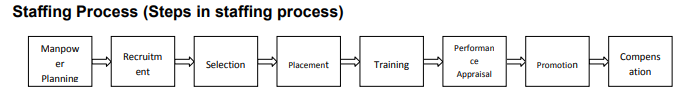 Staffing Process (Steps in staffing process)
Manpow
er
Planning
Recruitm
ent
Selection
Placement
Training
Performan
ce
Appraisal
Promotion
Compens
ation